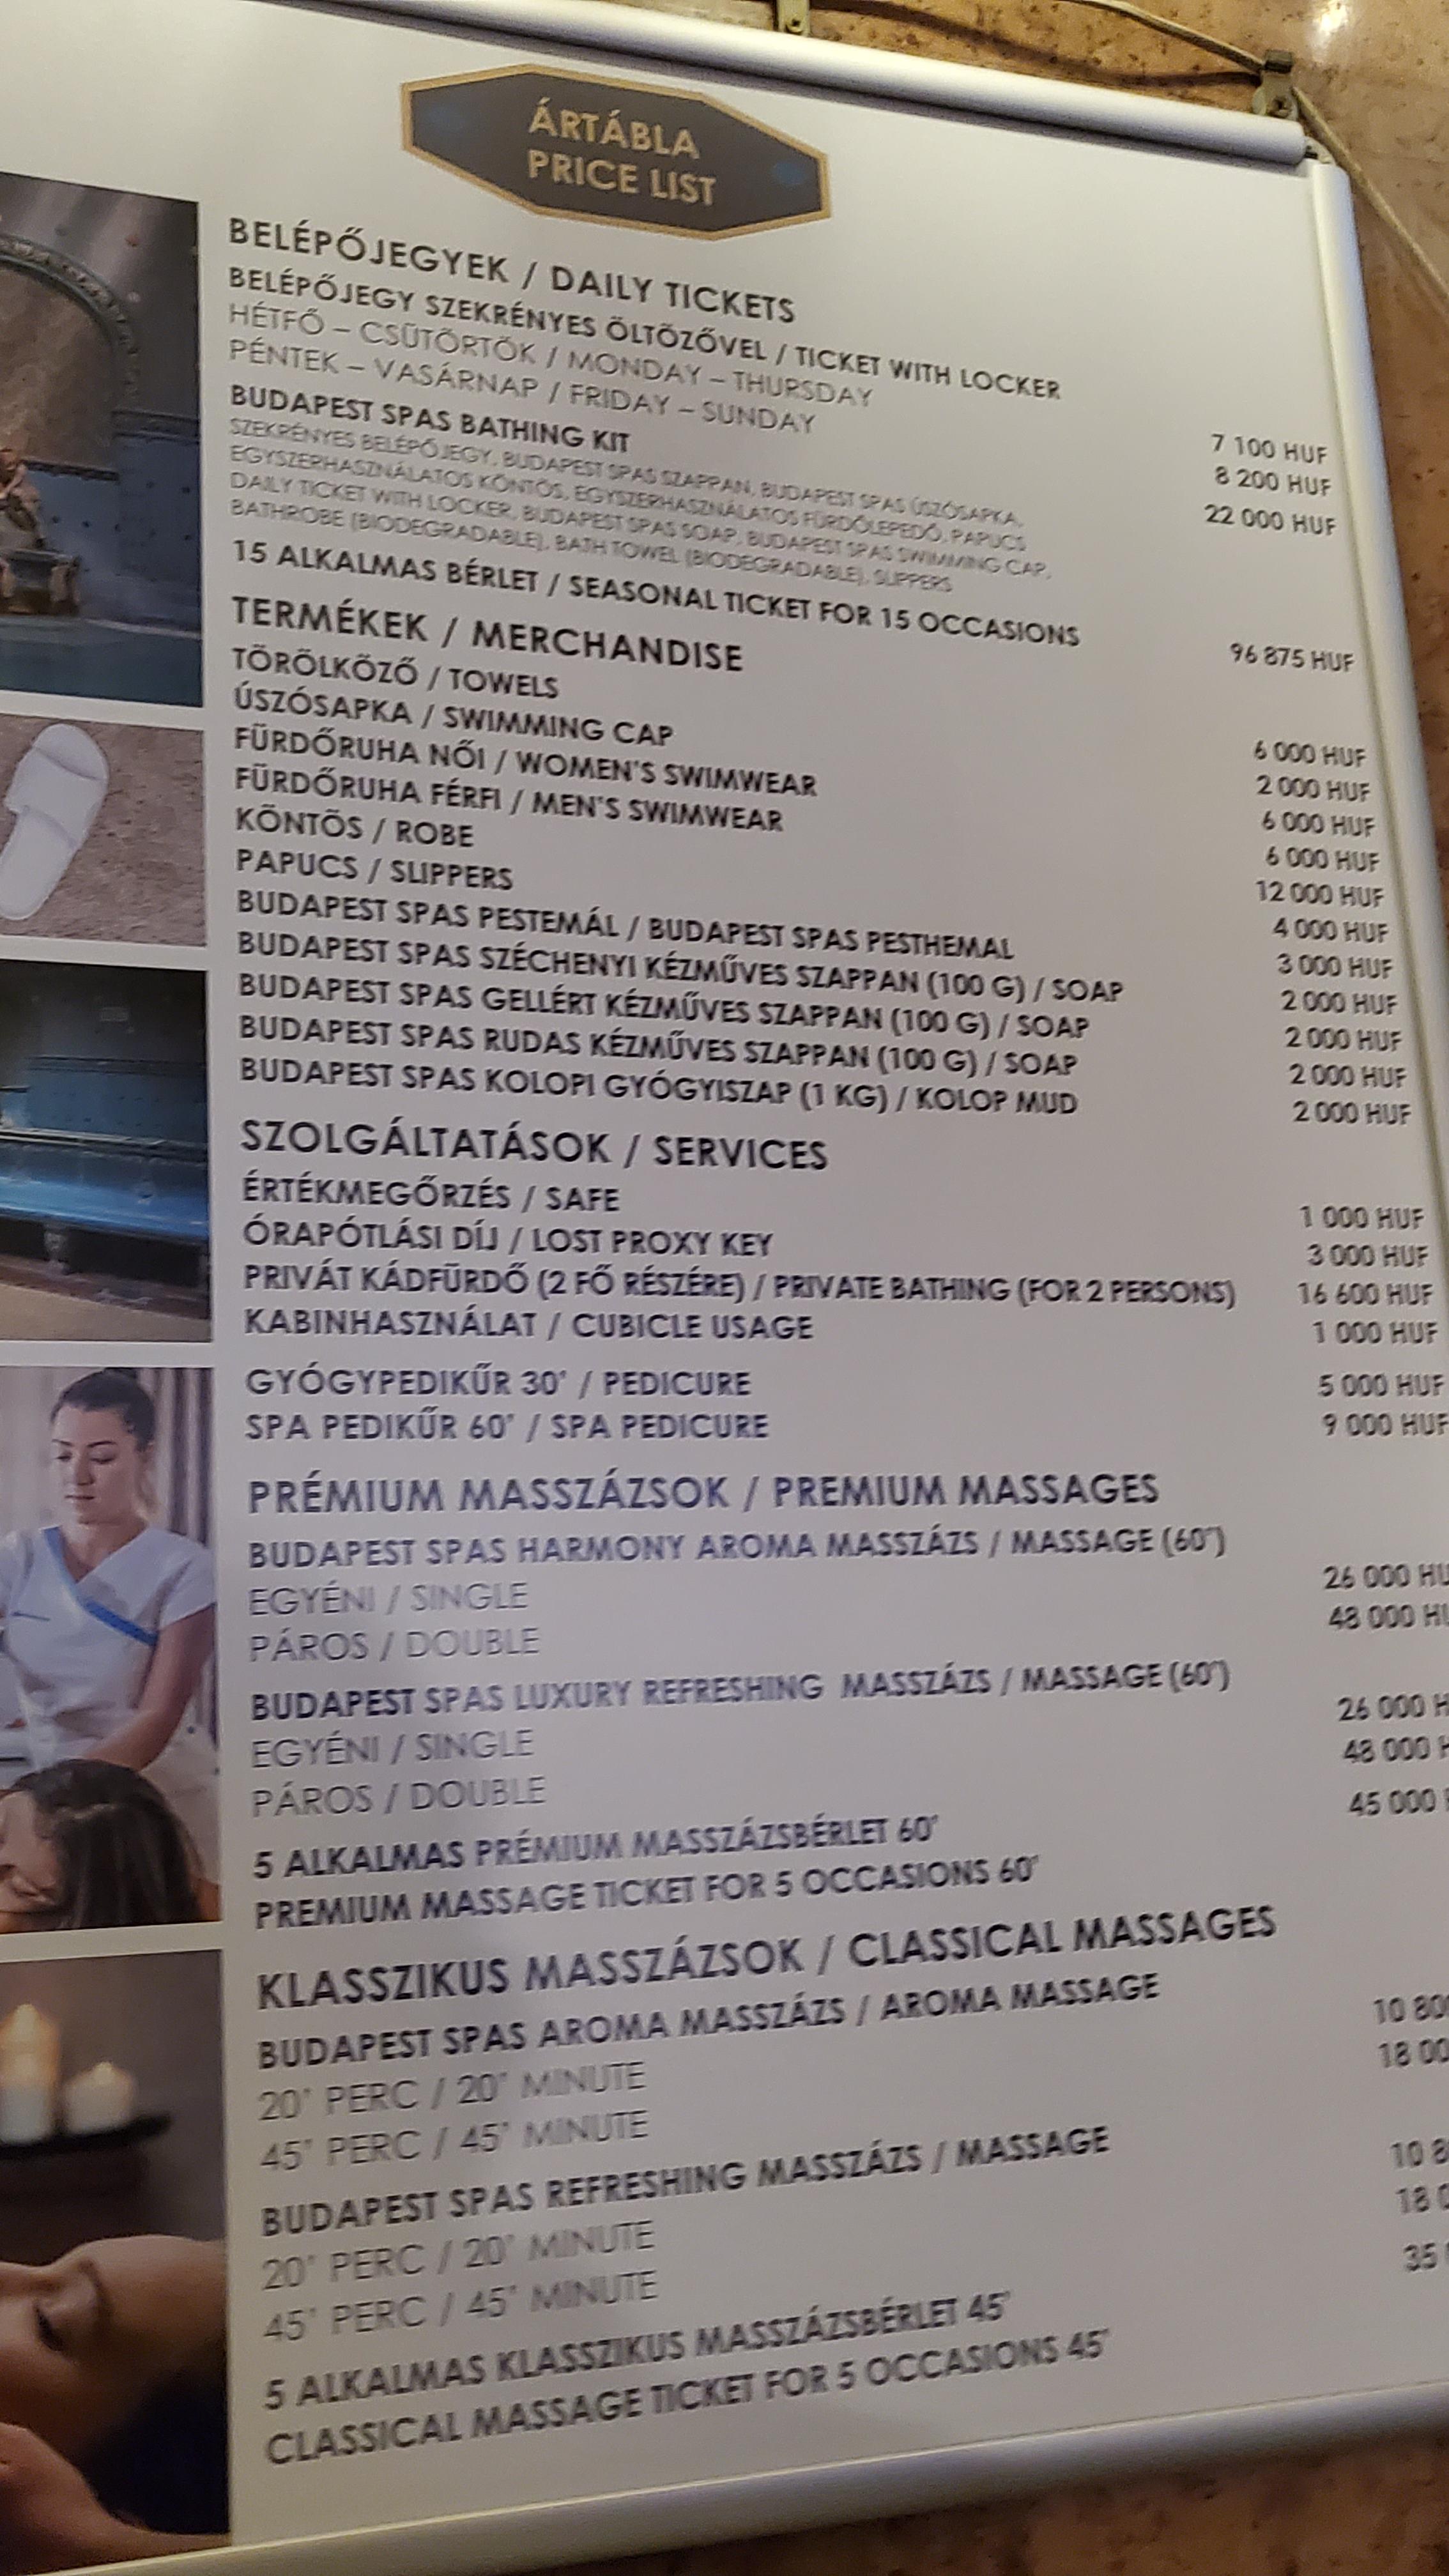 ÁRTÁBLA
PRICE LIST
BELÉPŐJEGYEK / DAILY TICKETS
BELÉPŐJEGY SZEKRÉNYES ÖLTÖZŐVEL / TICKET WITH LOCKER
HÉTFŐ – CSÜTÖRTÖK / MONDAY – THURSDAY 7 100 HUF
PÉNTEK – VASÁRNAP / FRIDAY – SUNDAY 8 200 HUF
BUDAPEST SPAS BATHING KIT 22 000 HUF
SZEKRÉNYES BELÉPŐJEGY, BUDAPEST SPAS SZAPPAN, BUDAPEST SPAS ÚSZÓSAPKA,
EGYSZERHASZNÁLATOS KÖNTÖS, EGYSZERHASZNÁLATOS FÜRDŐLEPEDŐ, PAPUCS
DAILY TICKET WITH LOCKER, BUDAPEST SPAS SOAP, BUDAPEST SPAS SWIMMING CAP,
BATHROBE (BIODEGRADABLE), BATH TOWEL (BIODEGRADABLE), SLIPPERS
15 ALKALMAS BÉRLET / SEASONAL TICKET FOR 15 OCCASIONS 96 875 HUF
TERMÉKEK / MERCHANDISE
TÖRÖLKÖZŐ / TOWELS 6 000 HUF
ÚSZÓSAPKA / SWIMMING CAP 2 000 HUF
FÜRDŐRUHA NŐI / WOMEN'S SWIMWEAR 6 000 HUF
FÜRDŐRUHA FÉRFI / MEN'S SWIMWEAR 6 000 HUF
KÖNTÖS / ROBE 12 000 HUF
PAPUCS / SLIPPERS 4 000 HUF
BUDAPEST SPAS PESTEMÁL / BUDAPEST SPAS PESTHEMAL 3 000 HUF
BUDAPEST SPAS SZÉCHENYI KÉZMŰVES SZAPPAN (100 G) / SOAP 2 000 HUF
BUDAPEST SPAS GELLÉRT KÉZMŰVES SZAPPAN (100 G) / SOAP 2 000 HUF
BUDAPEST SPAS RUDAS KÉZMŰVES SZAPPAN (100 G) / SOAP 2 000 HUF
BUDAPEST SPAS KOLOPI GYÓGYISZAP (1 KG) / KOLOP MUD 2 000 HUF
SZOLGÁLTATÁSOK / SERVICES
ÉRTÉKMEGŐRZÉS / SAFE 1 000 HUF
ÓRAPÓTLÁSI DÍJ / LOST PROXY KEY 3 000 HUF
PRIVÁT KÁDFÜRDŐ (2 FŐ RÉSZÉRE) / PRIVATE BATHING (FOR 2 PERSONS) 16 600 HUF
KABINHASZNÁLAT / CUBICLE USAGE 1 000 HUF
GYÓGYPEDIKŰR 30' / PEDICURE 5 000 HUF
SPA PEDIKŰR 60' / SPA PEDICURE 9 000 HUF
PRÉMIUM MASSZÁZSOK / PREMIUM MASSAGES
BUDAPEST SPAS HARMONY AROMA MASSZÁZS / MASSAGE (60')
EGYÉNI / SINGLE 26 000 HU
PÁROS / DOUBLE 48 000 HU
BUDAPEST SPAS LUXURY REFRESHING MASSZÁZS / MASSAGE (60')
EGYÉNI / SINGLE 26 000 H
PÁROS / DOUBLE 48 000 H
5 ALKALMAS PRÉMIUM MASSZÁZSBÉRLET 60' 45 000
PREMIUM MASSAGE TICKET FOR 5 OCCASIONS 60'
KLASSZIKUS MASSZÁZSOK / CLASSICAL MASSAGES
BUDAPEST SPAS AROMA MASSZÁZS / AROMA MASSAGE
20' PERC / 20' MINUTE 10 800
45' PERC / 45' MINUTE 18 00
BUDAPEST SPAS REFRESHING MASSZÁZS / MASSAGE
20' PERC / 20' MINUTE 10 8
45' PERC / 45' MINUTE 18 0
5 ALKALMAS KLASSZIKUS MASSZÁZSBÉRLET 45' 35
CLASSICAL MASSAGE TICKET FOR 5 OCCASIONS 45'